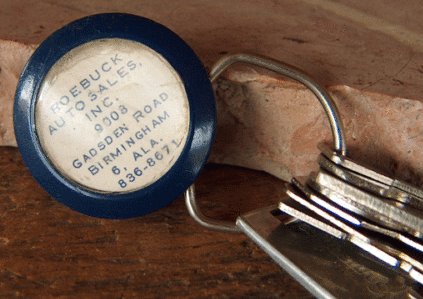 ROEBUCK
AUTO SALES,
INC.
9008
GADSDEN ROAD
BIRMINGHAM
6, ALA.
836-8671